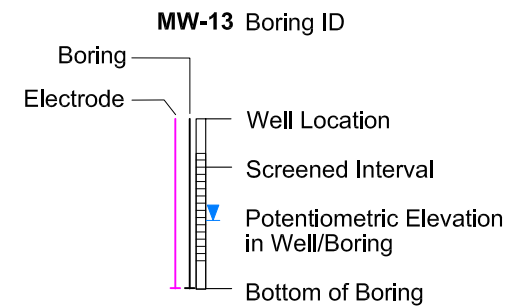 MW-13 Boring ID
Boring
Electrode
Well Location
Screened Interval
Potentiometric Elevation
in Well/Boring
Bottom of Boring